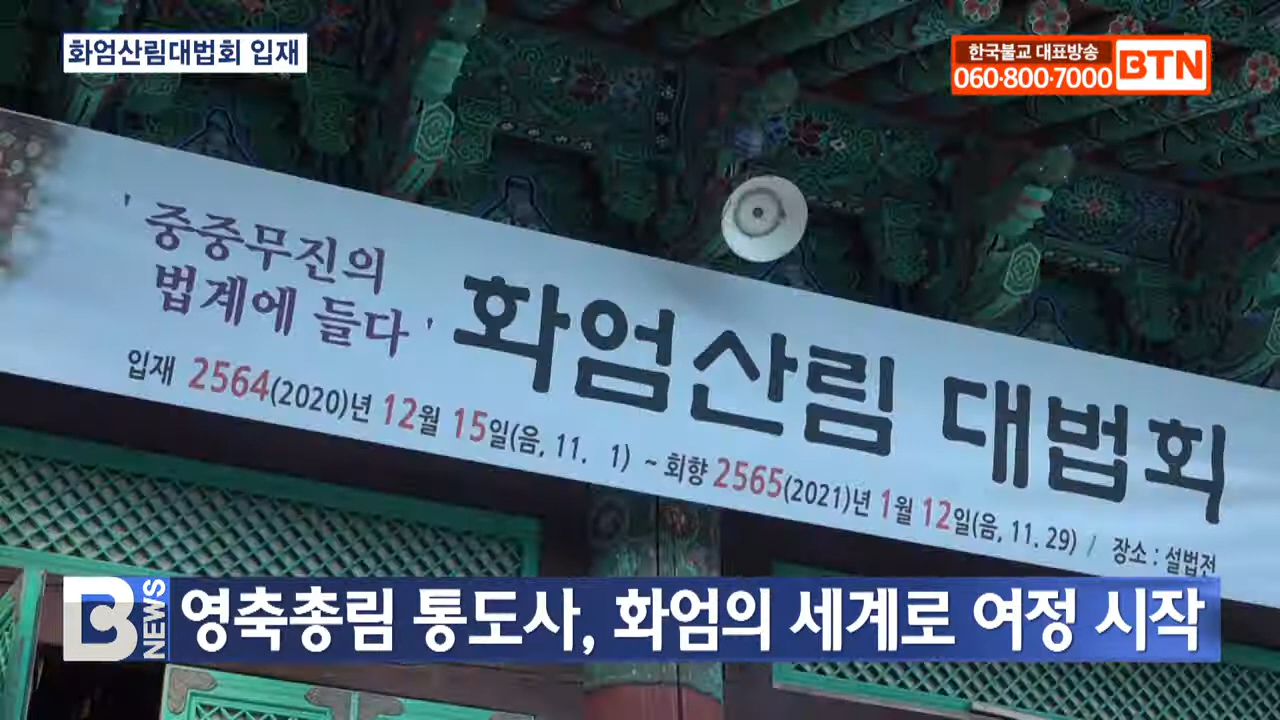 화엄산림대법회 입재
한국불교 대표방송
060·800·7000
BTN
'중중무진의
법계에 들다'
화엄산림 대법회
입재 2564(2020)년 12월 15일(음, 11. 1) ~ 회향 2565(2021)년 1월 12일(음, 11. 29) / 장소 : 설법전
B NEWS
영축총림 통도사, 화엄의 세계로 여정 시작